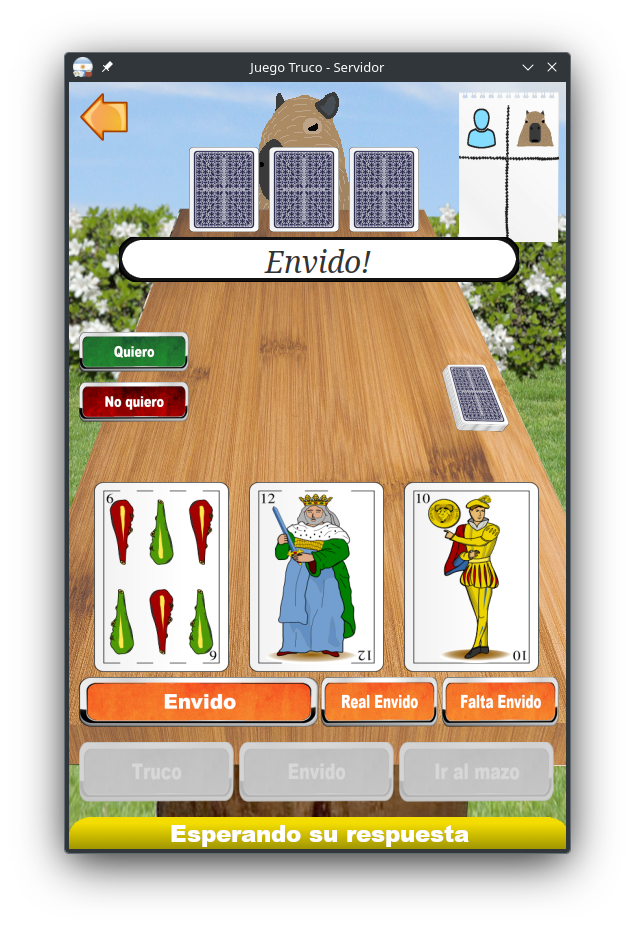 Juego Truco - Servidor
Envido!
Quiero
No quiero
6
12
10
6
12
10
Envido
Real Envido
Falta Envido
Truco
Envido
Ir al mazo
Esperando su respuesta